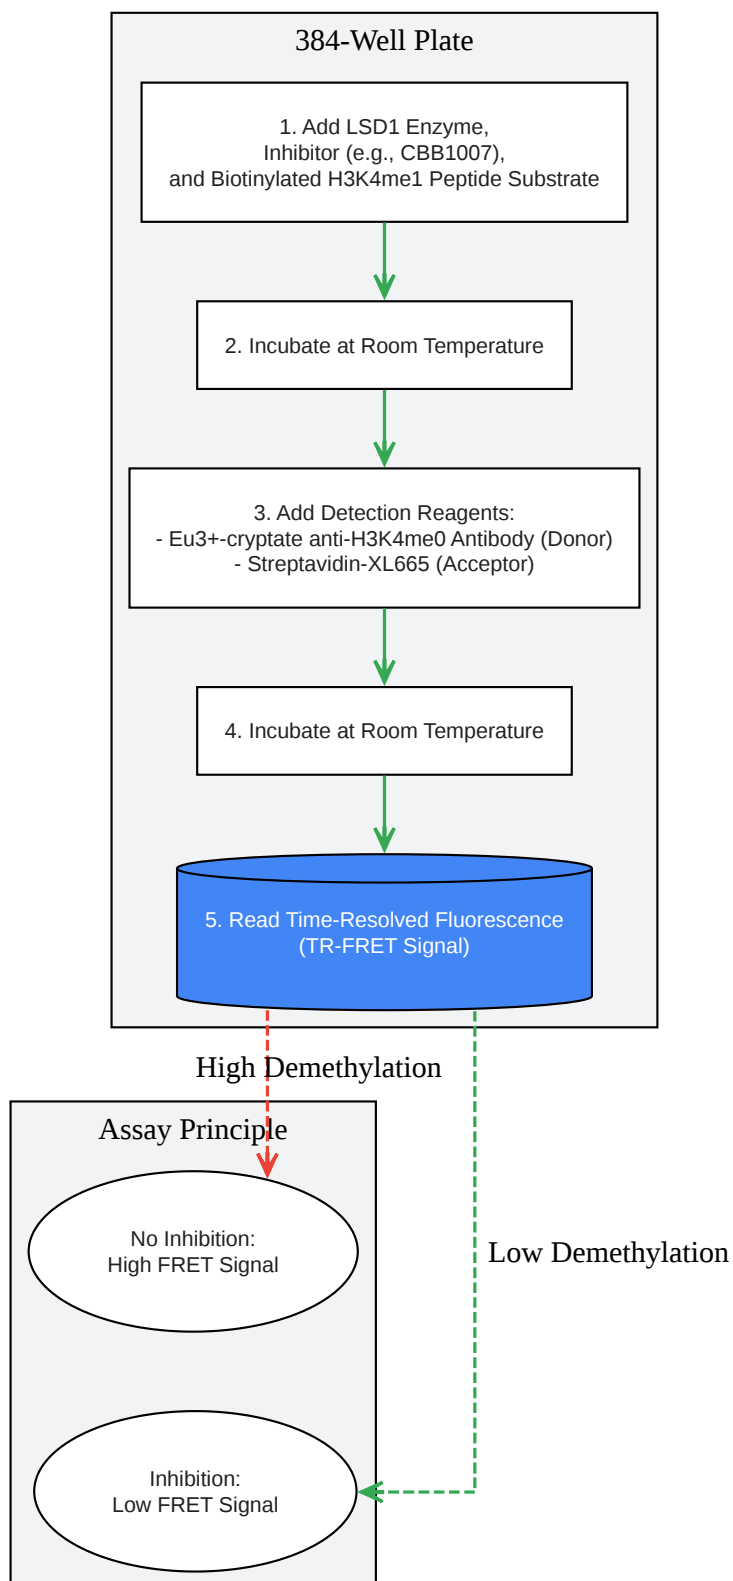 384-Well Plate
1. Add LSD1 Enzyme,
Inhibitor (e.g., CBB1007),
and Biotinylated H3K4me1 Peptide Substrate
2. Incubate at Room Temperature
3. Add Detection Reagents:
- Eu3+-cryptate anti-H3K4me0 Antibody (Donor)
- Streptavidin-XL665 (Acceptor)
4. Incubate at Room Temperature
5. Read Time-Resolved Fluorescence
(TR-FRET Signal)
High Demethylation
Assay Principle
No Inhibition:
High FRET Signal
Low Demethylation
Inhibition:
Low FRET Signal